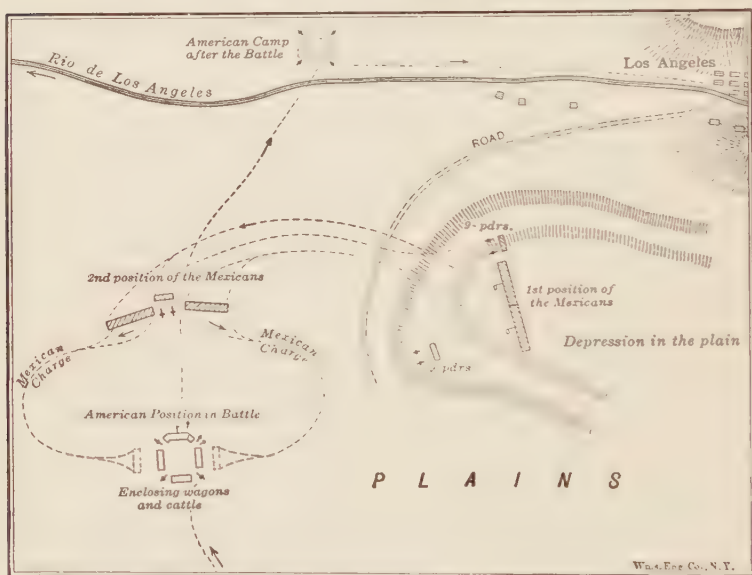 American Camp
after the Battle
Rio de Los Angeles
Los Angeles
ROAD
9-pdrs.
2nd position of the Mexicans
1st position of
the Mexicans
Mexican
Charge
Mexican
Charge
Depression in the plain
pdrs
American Position in Battle
Enclosing wagons
and cattle
PLAINS
Co., N.Y.